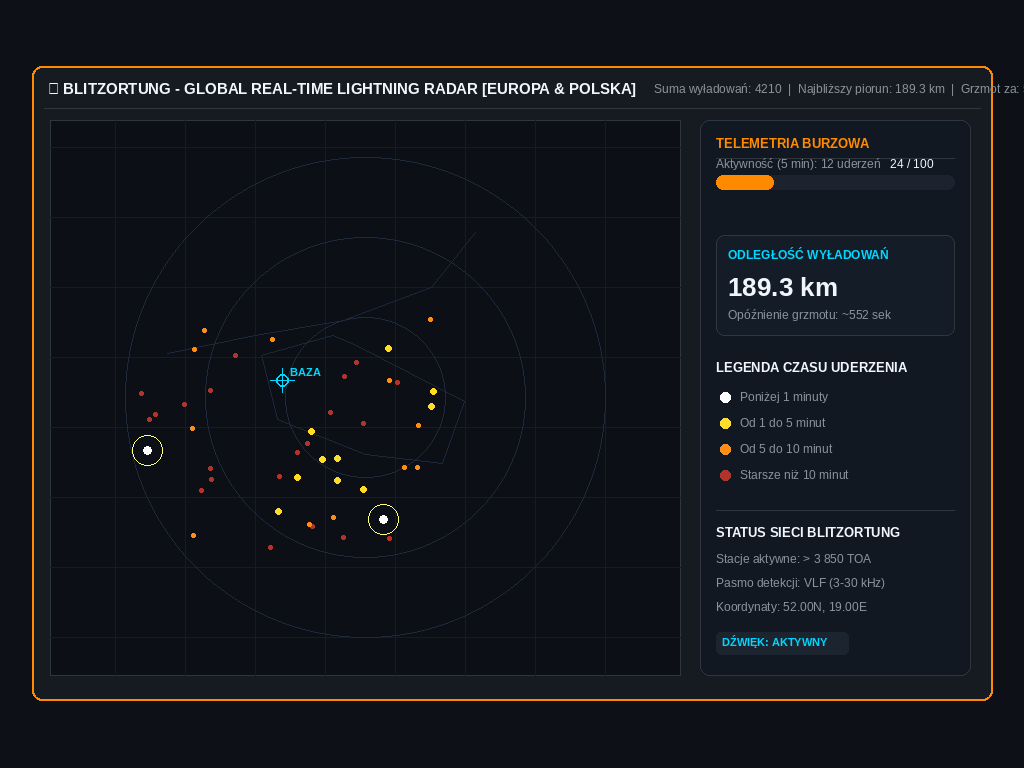 BLITZORTUNG - GLOBAL REAL-TIME LIGHTNING RADAR [EUROPA & POLSKA]
Suma wyładowań: 4210 | Najbliższy piorun: 189.3 km | Grzmot za:
BAZA
TELEMETRIA BURZOWA
Aktywność (5 min): 12 uderzeń 24 / 100
ODLEGŁOŚĆ WYŁADOWAŃ
189.3 km
Opóźnienie grzmotu: ~552 sek
LEGENDA CZASU UDERZENIA
Poniżej 1 minuty
Od 1 do 5 minut
Od 5 do 10 minut
Starsze niż 10 minut
STATUS SIECI BLITZORTUNG
Stacje aktywne: > 3 850 TOA
Pasmo detekcji: VLF (3-30 kHz)
Koordynaty: 52.00N, 19.00E
DŹWIĘK: AKTYWNY